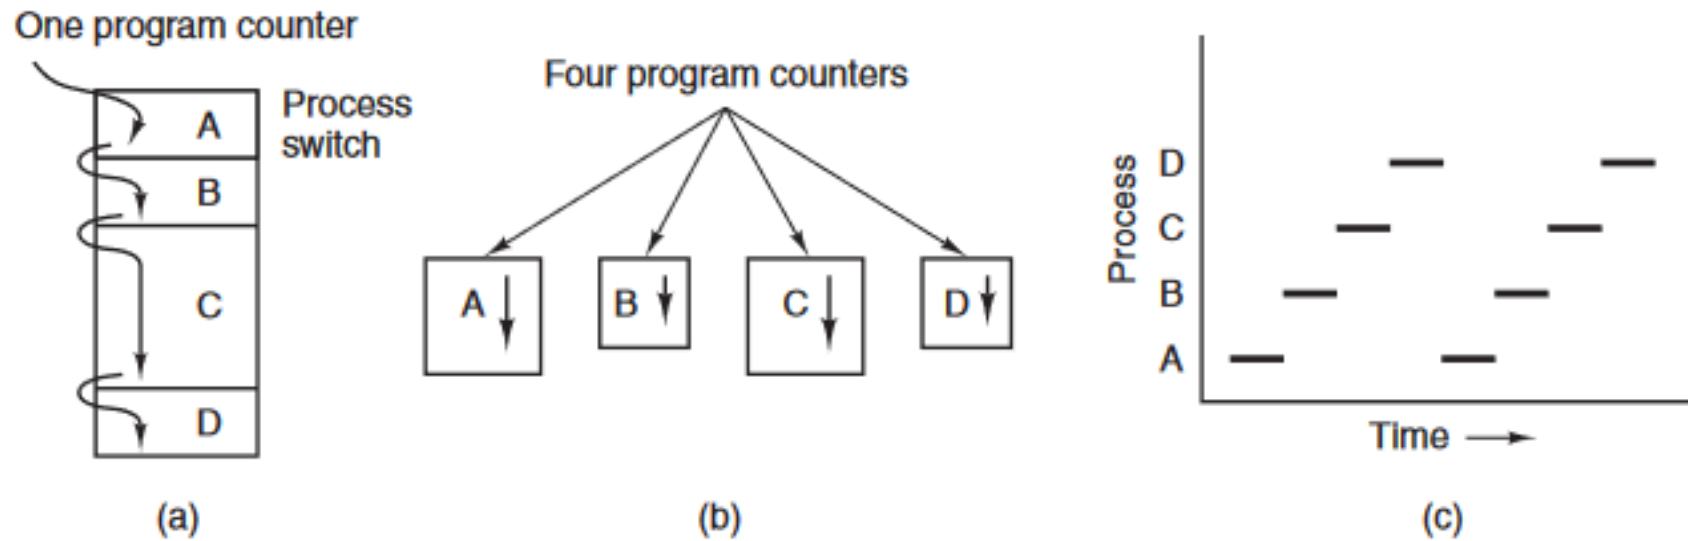 One program counter
Process
switch
A
B
C
D
(a)
Four program counters
A
B
C
D
(b)
Process
D
C
B
A
Time
(c)